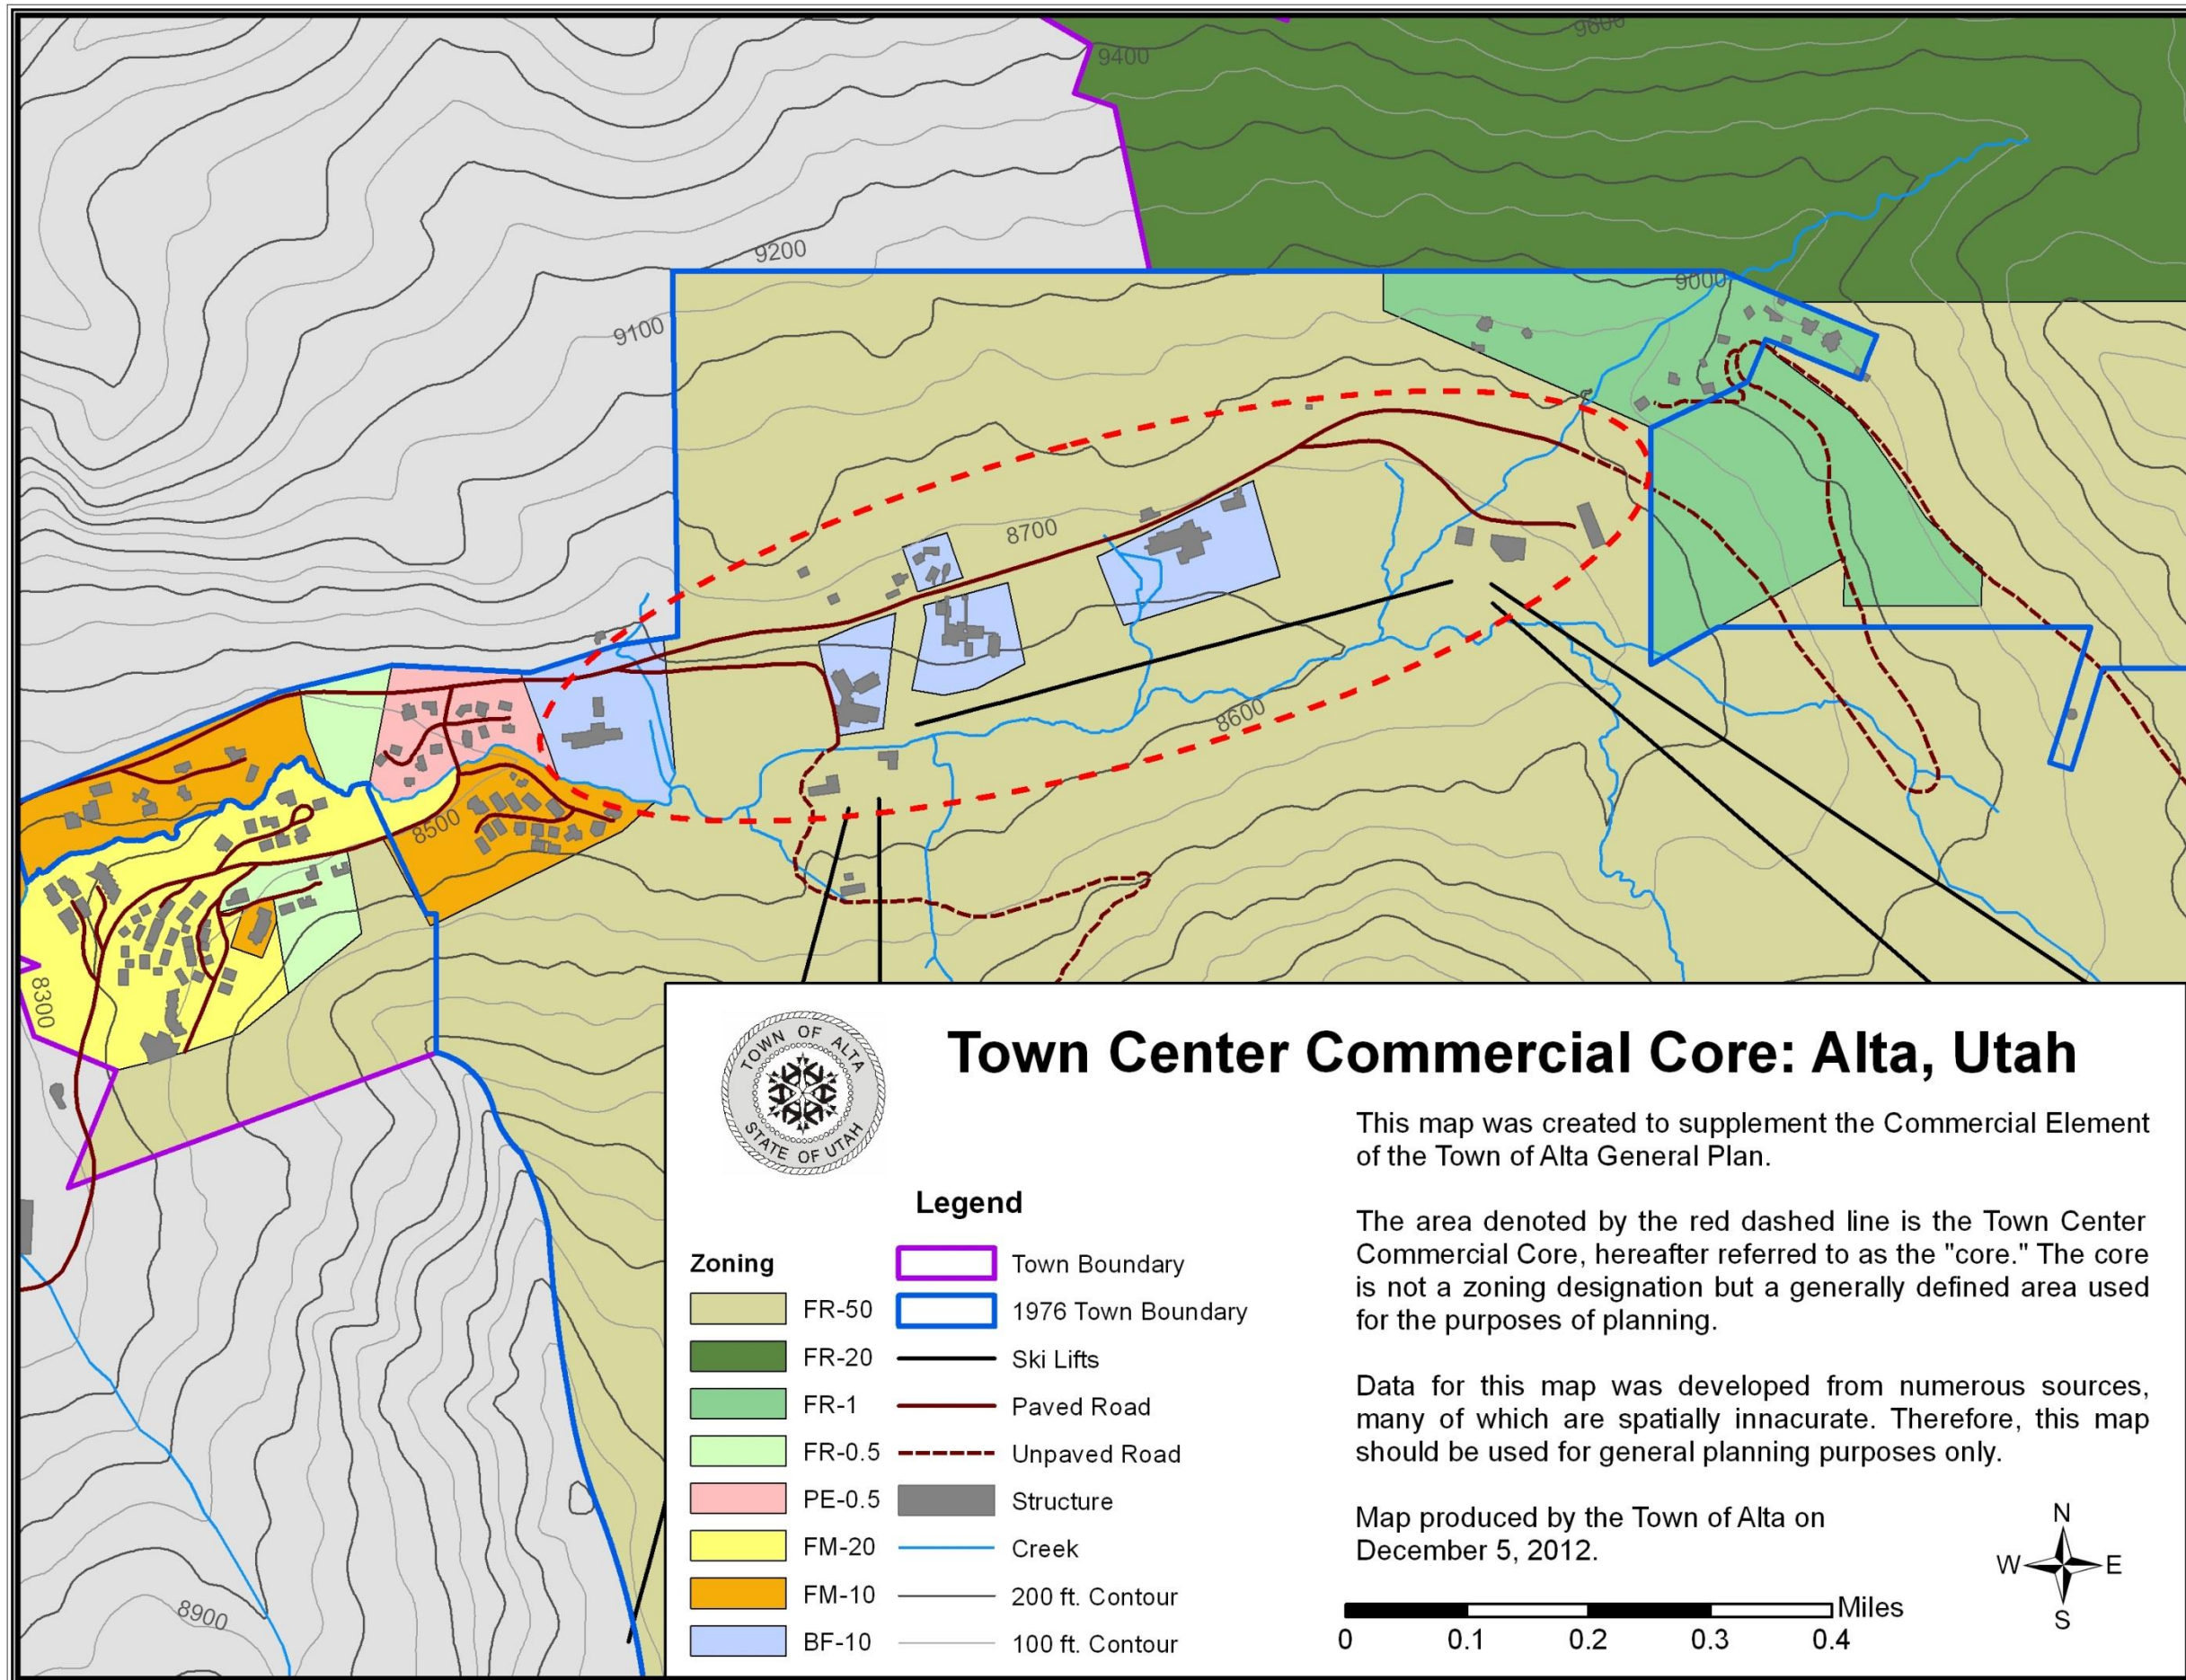 9600
9400
9200
9000
9100
8700
8600
8500
8300
TOWN OF ALTA
STATE OF UTAH
Town Center Commercial Core: Alta, Utah
This map was created to supplement the Commercial Element
of the Town of Alta General Plan.
The area denoted by the red dashed line is the Town Center
Commercial Core, hereafter referred to as the "core." The core
is not a zoning designation but a generally defined area used
for the purposes of planning.
Data for this map was developed from numerous sources,
many of which are spatially innacurate. Therefore, this map
should be used for general planning purposes only.
Map produced by the Town of Alta on
December 5, 2012.
Legend
Zoning
FR-50
FR-20
FR-1
FR-0.5
PE-0.5
FM-20
FM-10
BF-10
Town Boundary
1976 Town Boundary
Ski Lifts
Paved Road
Unpaved Road
Structure
Creek
200 ft. Contour
100 ft. Contour
N
W E
S
Miles
0 0.1 0.2 0.3 0.4
8900